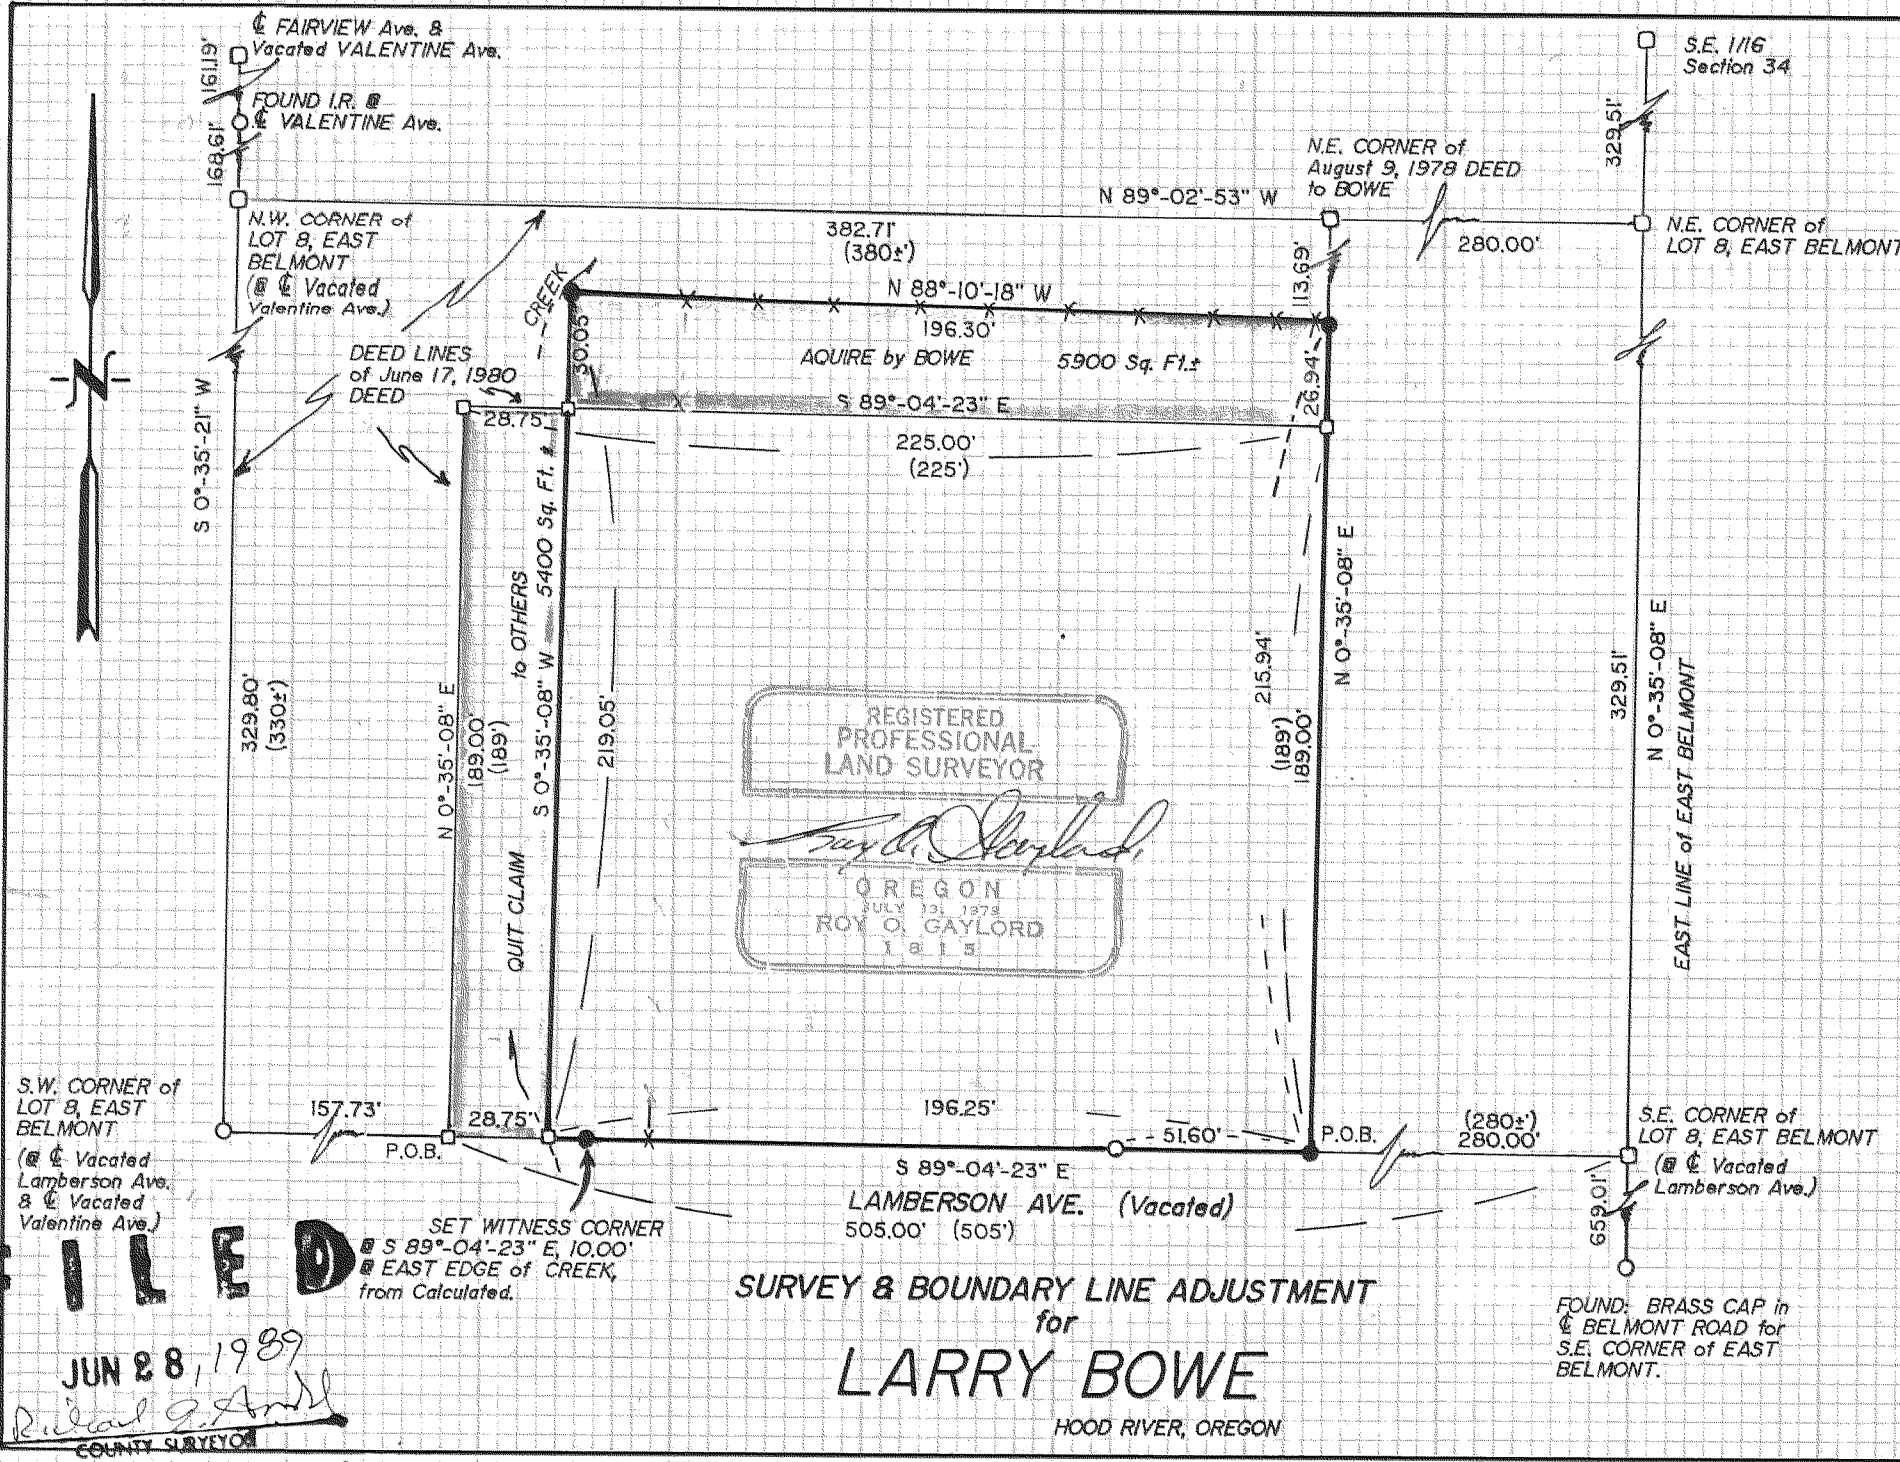 ℄ FAIRVIEW Ave. &
Vacated VALENTINE Ave.
161.19'
FOUND I.R. @
℄ VALENTINE Ave.
168.61'
N.W. CORNER of
LOT 8, EAST
BELMONT
(@ ℄ Vacated
Valentine Ave.)
S.E. 1/16
Section 34
329.51'
N.E. CORNER of
August 9, 1978 DEED
to BOWE
N 89°-02'-53" W
382.71'
(380±')
280.00'
N.E. CORNER of
LOT 8, EAST BELMONT
113.69'
CREEK
N 88°-10'-18" W
196.30'
AQUIRE by BOWE 5900 Sq. Ft.±
30.05'
26.94'
S 89°-04'-23" E
225.00'
(225')
DEED LINES
of June 17, 1980
DEED
28.75'
N
S 0°-35'-21" W
329.80'
(330±')
N 0°-35'-08" E
189.00'
(189')
QUIT CLAIM to OTHERS
S 0°-35'-08" W 5400 Sq. Ft. ±
219.05'
215.94'
(189')
189.00'
N 0°-35'-08" E
329.51'
N 0°-35'-08" E
EAST LINE of EAST BELMONT
REGISTERED
PROFESSIONAL
LAND SURVEYOR
Roy O. Gaylord
OREGON
JULY 13, 1979
ROY O. GAYLORD
1815
S.W. CORNER of
LOT 8, EAST
BELMONT
(@ ℄ Vacated
Lamberson Ave.
& ℄ Vacated
Valentine Ave.)
157.73'
P.O.B.
28.75'
196.25'
51.60'
P.O.B.
(280±')
280.00'
S.E. CORNER of
LOT 8, EAST BELMONT
(@ ℄ Vacated
Lamberson Ave.)
659.01'
S 89°-04'-23" E
LAMBERSON AVE. (Vacated)
505.00' (505')
SET WITNESS CORNER
@ S 89°-04'-23" E, 10.00'
@ EAST EDGE of CREEK,
from Calculated.
FOUND: BRASS CAP in
℄ BELMONT ROAD for
S.E. CORNER of EAST
BELMONT.
SURVEY & BOUNDARY LINE ADJUSTMENT
for
LARRY BOWE
HOOD RIVER, OREGON
FILED
JUN 28, 1989
COUNTY SURVEYOR